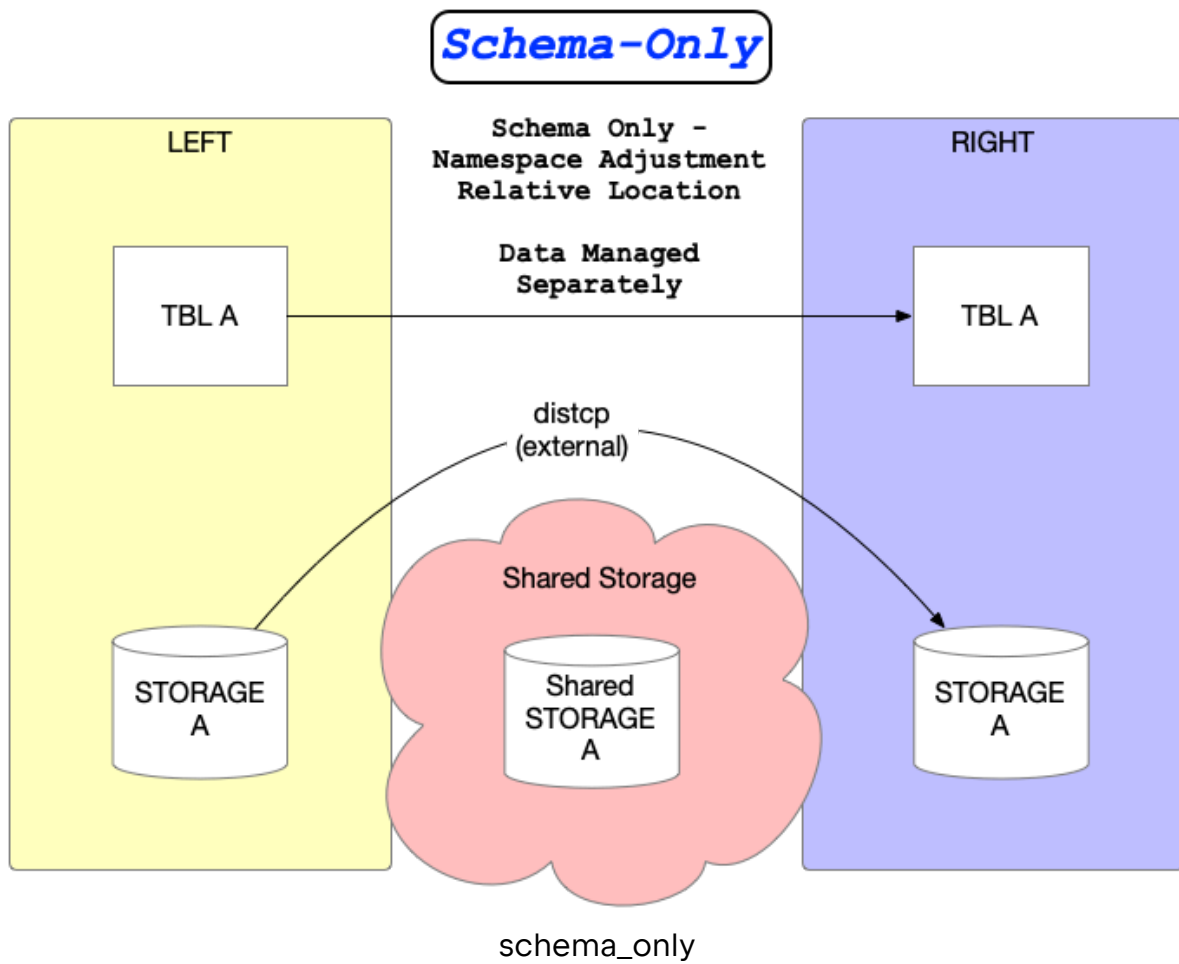 Schema-Only
LEFT
Schema Only -
Namespace Adjustment
Relative Location
Data Managed
Separately
RIGHT
TBL A
TBL A
distcp
(external)
Shared Storage
STORAGE
A
Shared
STORAGE
A
STORAGE
A
schema_only